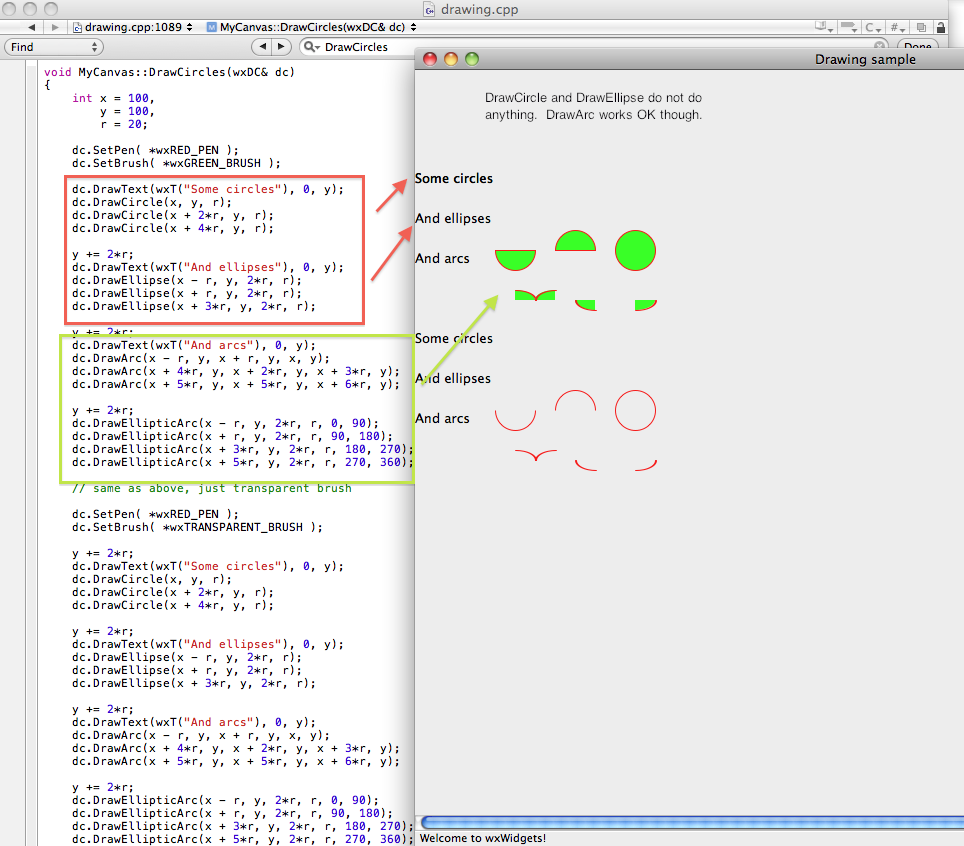 drawing.cpp
drawing.cpp:1089
MyCanvas::DrawCircles(wxDC& dc)
C
#
Find
DrawCircles
Done
void MyCanvas::DrawCircles(wxDC& dc)
{
int x = 100,
y = 100,
r = 20;
dc.SetPen( *wxRED_PEN );
dc.SetBrush( *wxGREEN_BRUSH );
dc.DrawText(wxT("Some circles"), 0, y);
dc.DrawCircle(x, y, r);
dc.DrawCircle(x + 2*r, y, r);
dc.DrawCircle(x + 4*r, y, r);
y += 2*r;
dc.DrawText(wxT("And ellipses"), 0, y);
dc.DrawEllipse(x - r, y, 2*r, r);
dc.DrawEllipse(x + r, y, 2*r, r);
dc.DrawEllipse(x + 3*r, y, 2*r, r);
y += 2*r;
dc.DrawText(wxT("And arcs"), 0, y);
dc.DrawArc(x - r, y, x + r, y, x, y);
dc.DrawArc(x + 4*r, y, x + 2*r, y, x + 3*r, y);
dc.DrawArc(x + 5*r, y, x + 5*r, y, x + 6*r, y);
y += 2*r;
dc.DrawEllipticArc(x - r, y, 2*r, r, 0, 90);
dc.DrawEllipticArc(x + r, y, 2*r, r, 90, 180);
dc.DrawEllipticArc(x + 3*r, y, 2*r, r, 180, 270);
dc.DrawEllipticArc(x + 5*r, y, 2*r, r, 270, 360);
// same as above, just transparent brush
dc.SetPen( *wxRED_PEN );
dc.SetBrush( *wxTRANSPARENT_BRUSH );
y += 2*r;
dc.DrawText(wxT("Some circles"), 0, y);
dc.DrawCircle(x, y, r);
dc.DrawCircle(x + 2*r, y, r);
dc.DrawCircle(x + 4*r, y, r);
y += 2*r;
dc.DrawText(wxT("And ellipses"), 0, y);
dc.DrawEllipse(x - r, y, 2*r, r);
dc.DrawEllipse(x + r, y, 2*r, r);
dc.DrawEllipse(x + 3*r, y, 2*r, r);
y += 2*r;
dc.DrawText(wxT("And arcs"), 0, y);
dc.DrawArc(x - r, y, x + r, y, x, y);
dc.DrawArc(x + 4*r, y, x + 2*r, y, x + 3*r, y);
dc.DrawArc(x + 5*r, y, x + 5*r, y, x + 6*r, y);
y += 2*r;
dc.DrawEllipticArc(x - r, y, 2*r, r, 0, 90);
dc.DrawEllipticArc(x + r, y, 2*r, r, 90, 180);
dc.DrawEllipticArc(x + 3*r, y, 2*r, r, 180, 270);
dc.DrawEllipticArc(x + 5*r, y, 2*r, r, 270, 360);
Drawing sample
DrawCircle and DrawEllipse do not do
anything. DrawArc works OK though.
Some circles
And ellipses
And arcs
Some circles
And ellipses
And arcs
Welcome to wxWidgets!